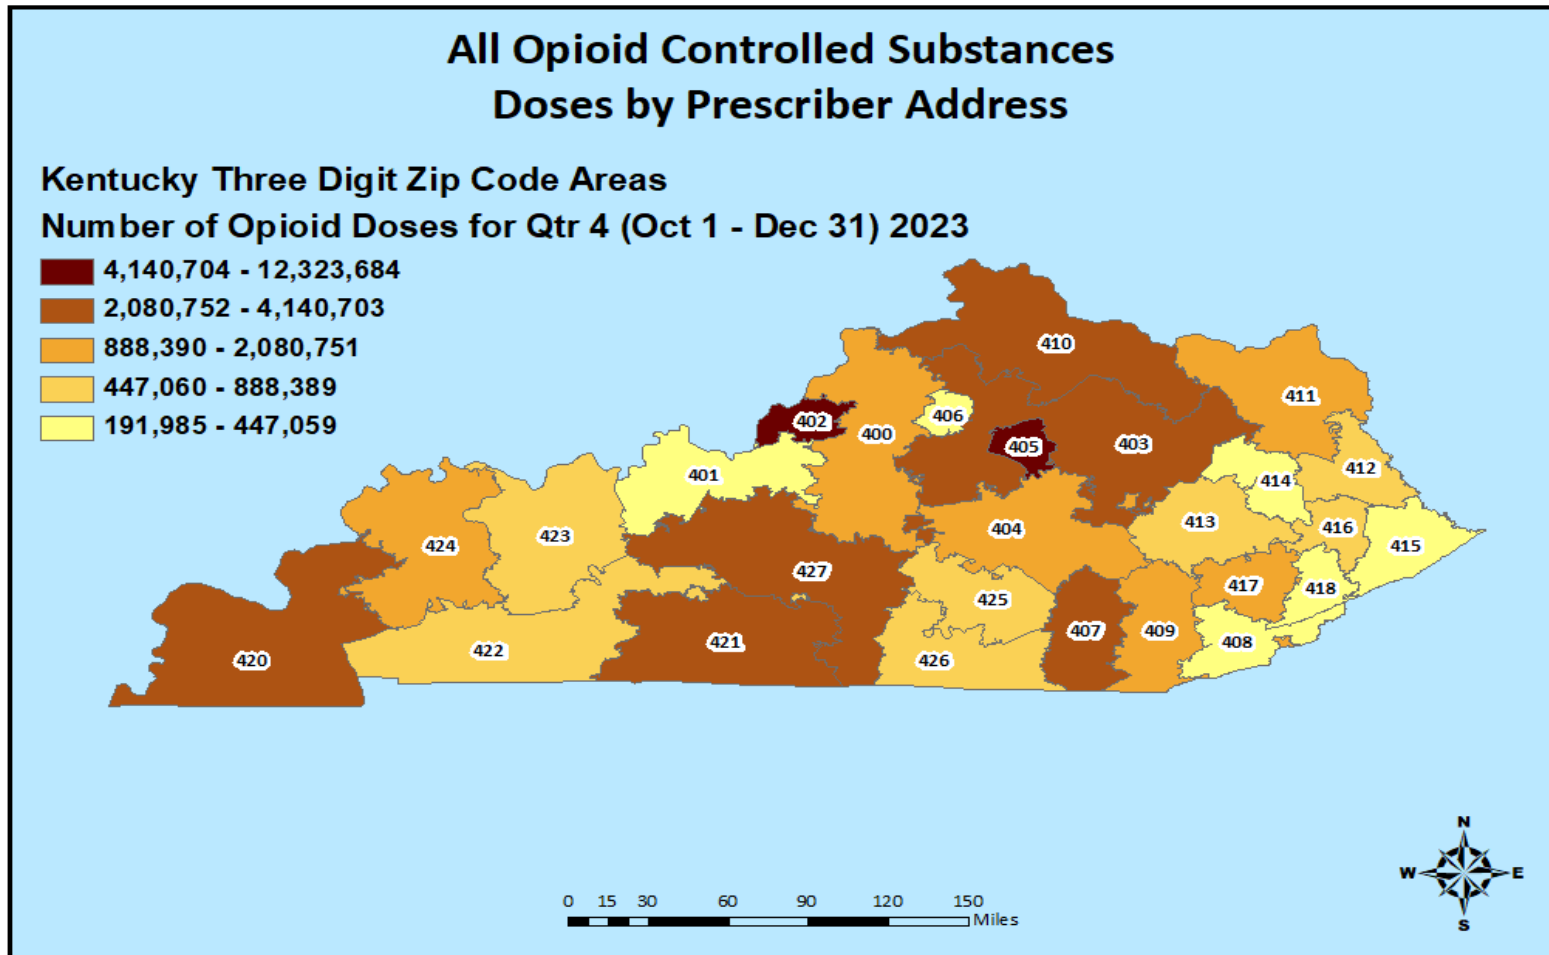 All Opioid Controlled Substances
Doses by Prescriber Address
Kentucky Three Digit Zip Code Areas
Number of Opioid Doses for Qtr 4 (Oct 1 - Dec 31) 2023
4,140,704 - 12,323,684
2,080,752 - 4,140,703
888,390 - 2,080,751
447,060 - 888,389
191,985 - 447,059
410
411
402
406
400
405
403
401
414
412
413
404
416
423
424
415
427
425
417
418
407
409
421
408
422
420
426
N
W E
S
0 15 30 60 90 120 150
Miles